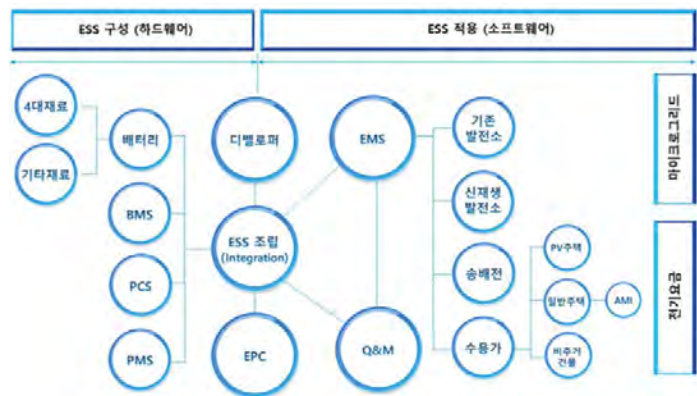 ESS 구성 (하드웨어)
ESS 적용 (소프트웨어)
4대재료
기타재료
배터리
BMS
PCS
PMS
디벨로퍼
ESS 조립
(Integration)
EPC
EMS
Q&M
기존
발전소
신재생
발전소
송배전
수용가
PV주택
일반주택
비주거
건물
AMI
마이크로그리드
전기요금